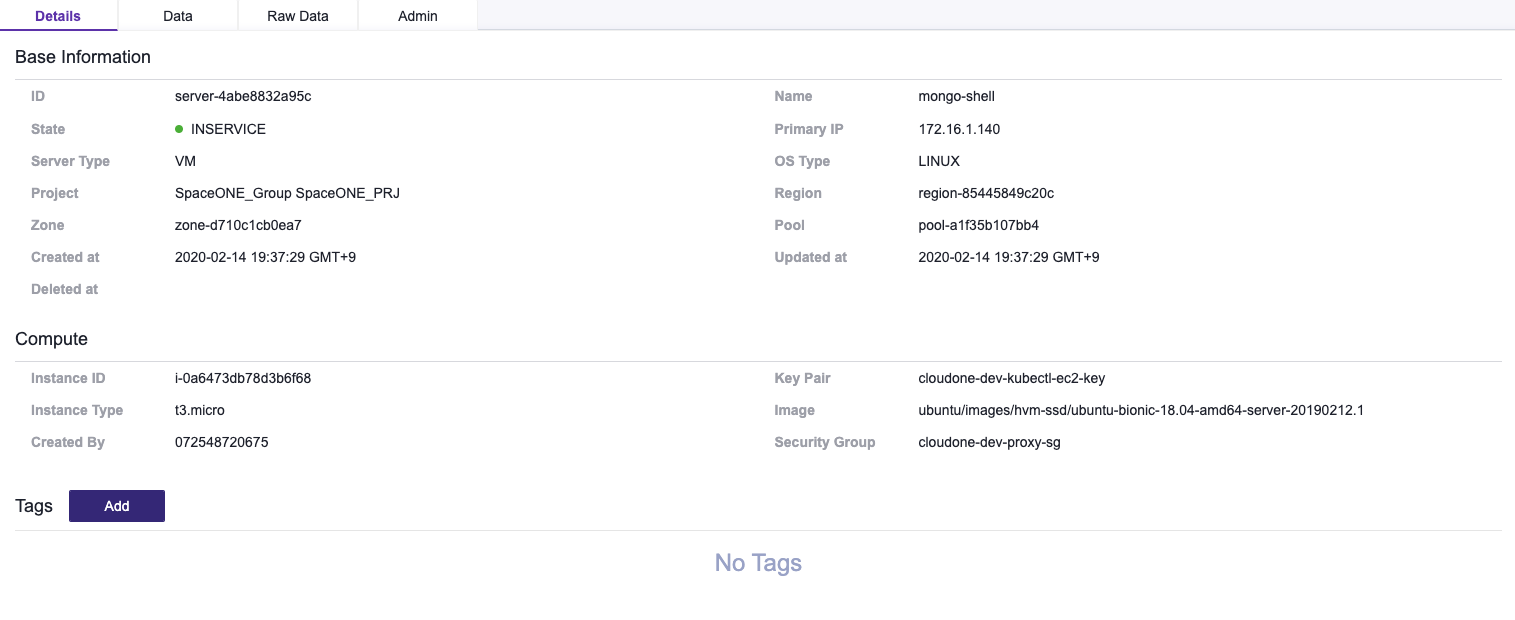 Details Data Raw Data Admin
Base Information
ID server-4abe8832a95c Name mongo-shell
State INSERVICE Primary IP 172.16.1.140
Server Type VM OS Type LINUX
Project SpaceONE_Group SpaceONE_PRJ Region region-85445849c20c
Zone zone-d710c1cb0ea7 Pool pool-a1f35b107bb4
Created at 2020-02-14 19:37:29 GMT+9 Updated at 2020-02-14 19:37:29 GMT+9
Deleted at
Compute
Instance ID i-0a6473db78d3b6f68 Key Pair cloudone-dev-kubectl-ec2-key
Instance Type t3.micro Image ubuntu/images/hvm-ssd/ubuntu-bionic-18.04-amd64-server-20190212.1
Created By 072548720675 Security Group cloudone-dev-proxy-sg
Tags Add
No Tags